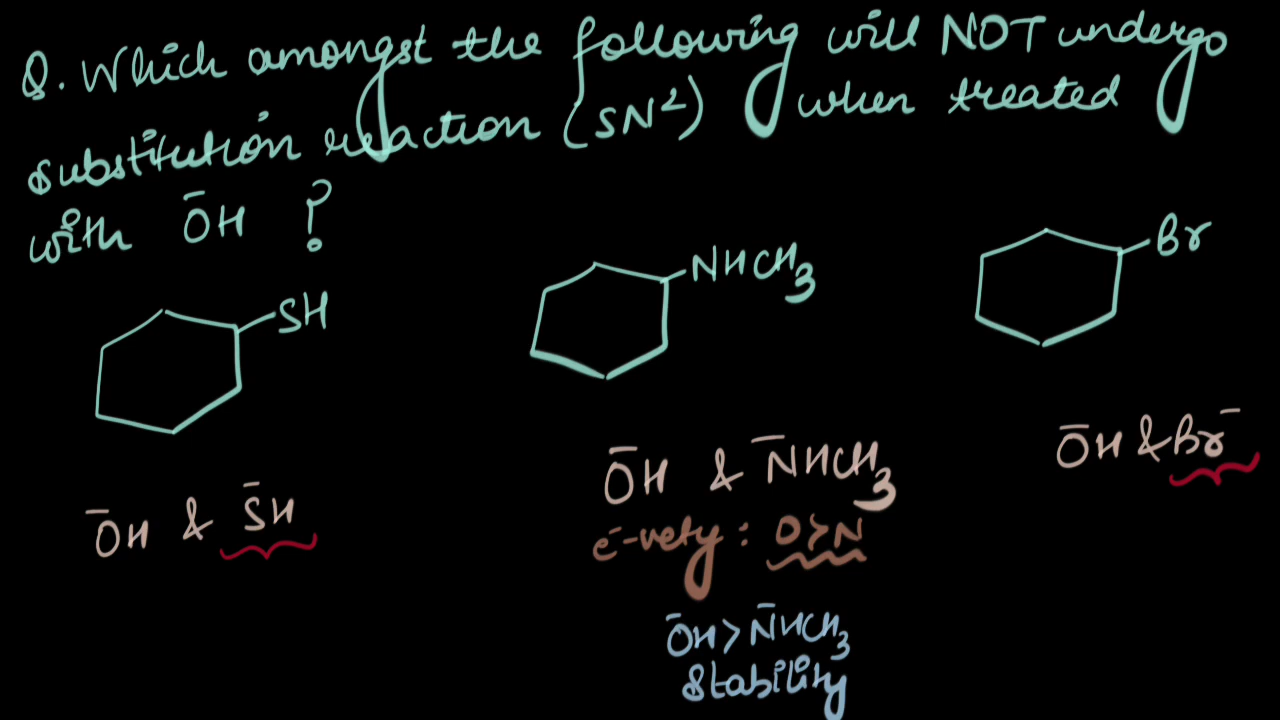 Q. Which amongst the following will NOT undergo
substitution reaction (SN²) when treated
with ŌH ?
SH
NHCH₃
Br
ŌH & S̄H
ŌH & N̄HCH₃
ŌH & Br⁻
e⁻-vety : O>N
ŌH > N̄HCH₃
Stability